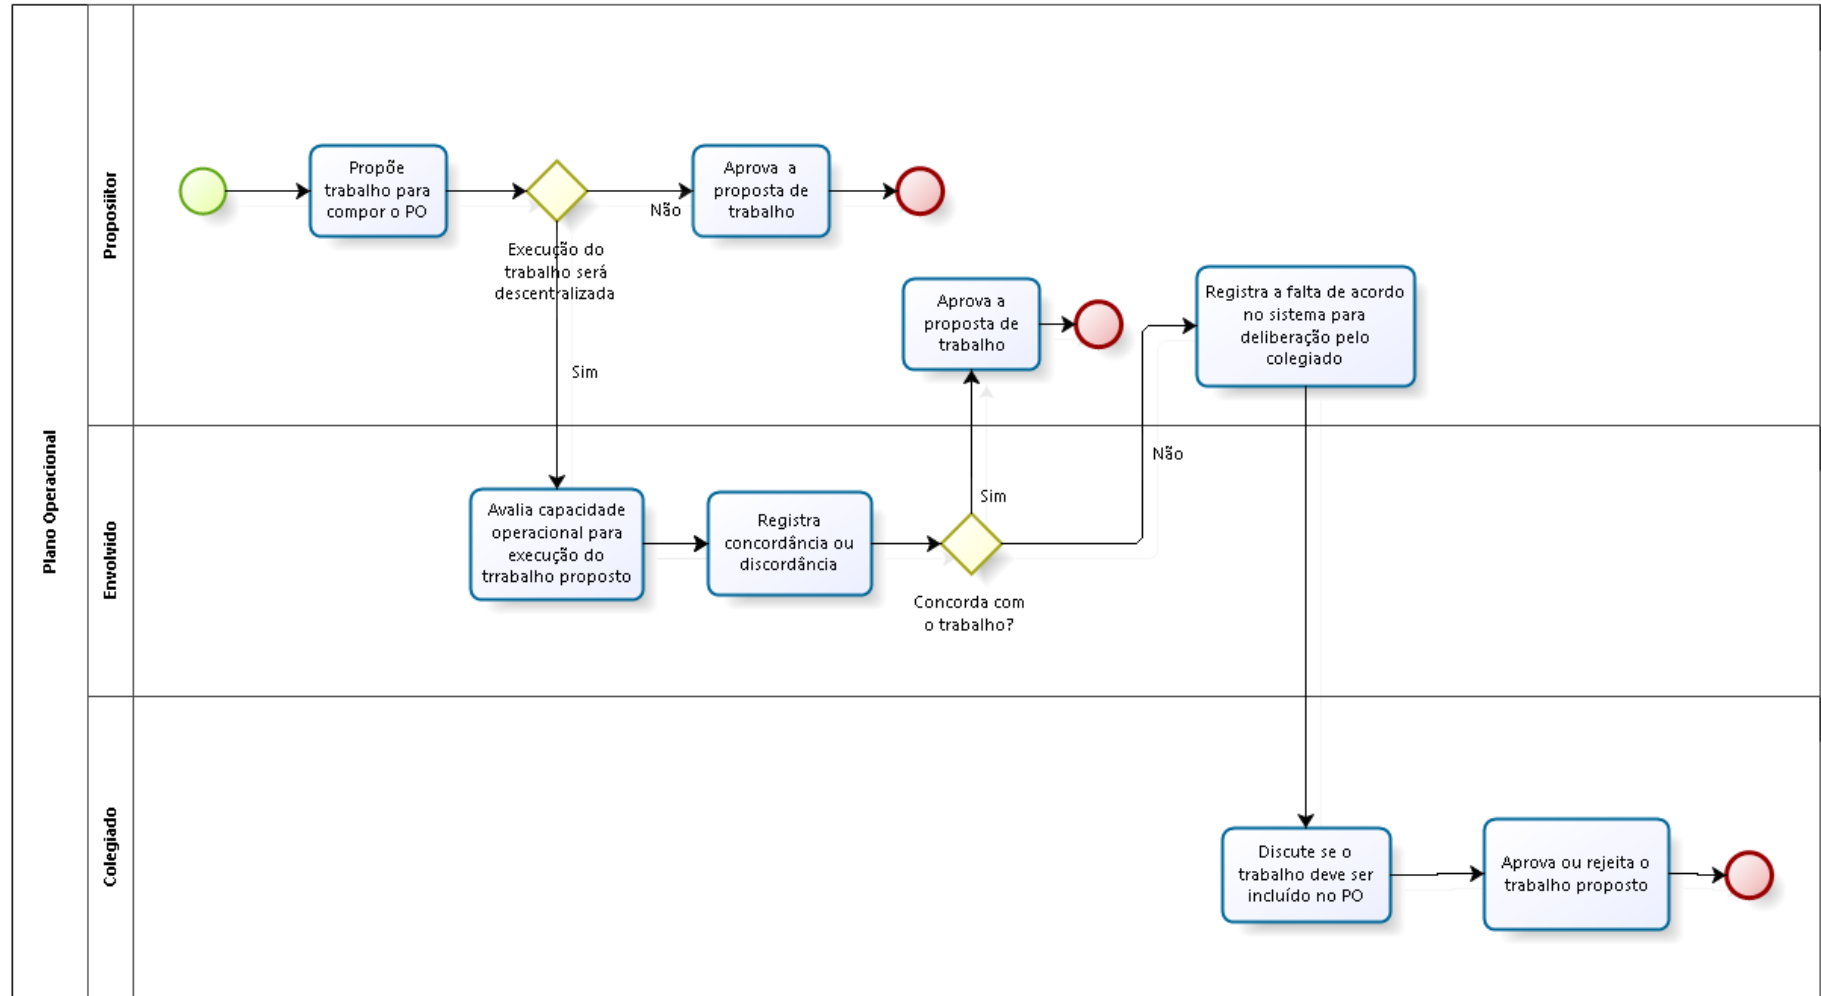 Plano Operacional
Propositor
Propõe
trabalho para
compor o PO
Execução do
trabalho será
descentralizada
Não
Aprova  a
proposta de
trabalho
Sim
Aprova a
proposta de
trabalho
Registra a falta de acordo
no sistema para
deliberação pelo
colegiado
Envolvido
Avalia capacidade
operacional para
execução do
trrabalho proposto
Registra
concordância ou
discordância
Concorda com
o trabalho?
Sim
Não
Colegiado
Discute se o
trabalho deve ser
incluído no PO
Aprova ou rejeita o
trabalho proposto